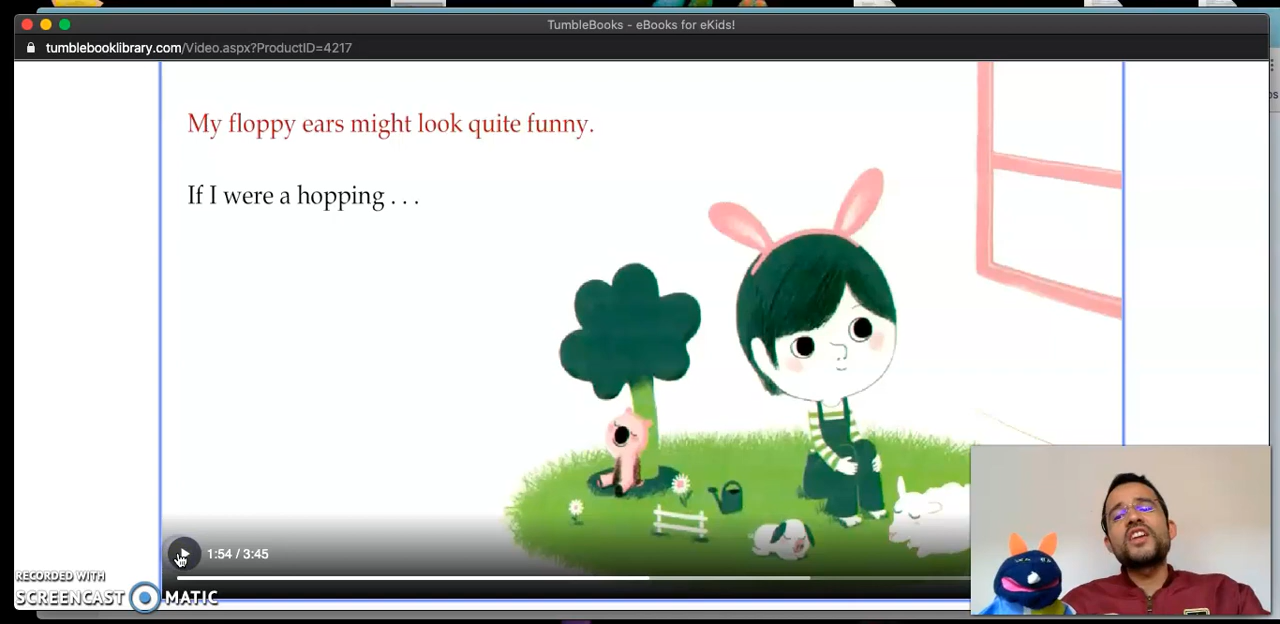 TumbleBooks - eBooks for eKids!
tumblebooklibrary.com/Video.aspx?ProductID=4217
My floppy ears might look quite funny.
If I were a hopping . . .
1:54 / 3:45
RECORDED WITH
SCREENCAST MATIC